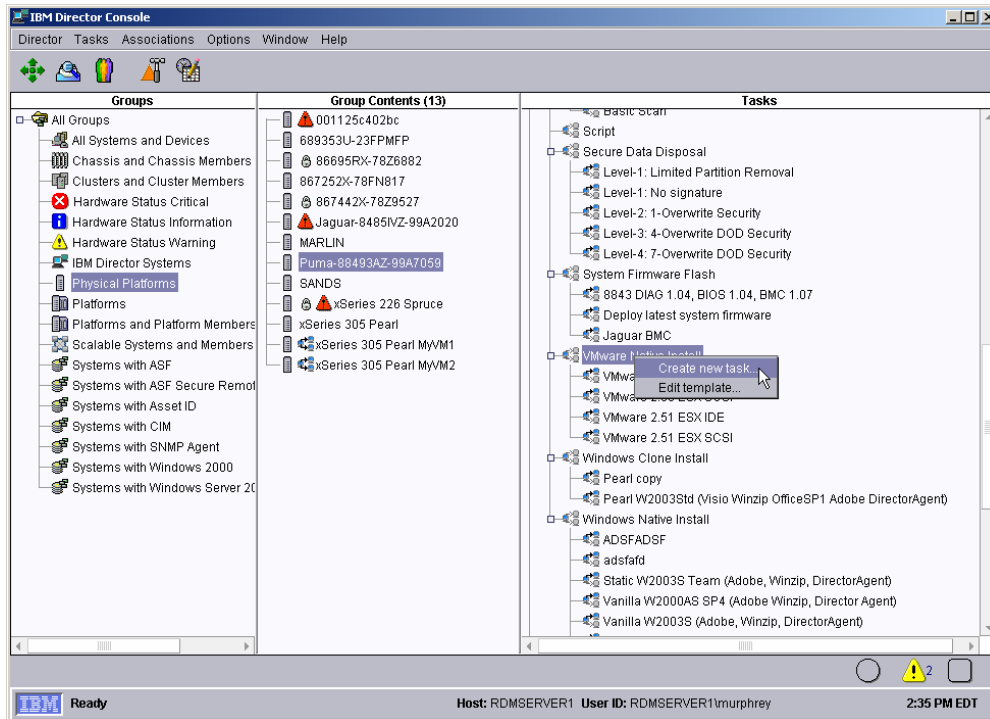 IBM Director Console
Director Tasks Associations Options Window Help
Groups
All Groups
All Systems and Devices
Chassis and Chassis Members
Clusters and Cluster Members
Hardware Status Critical
Hardware Status Information
Hardware Status Warning
IBM Director Systems
Physical Platforms
Platforms
Platforms and Platform Members
Scalable Systems and Members
Systems with ASF
Systems with ASF Secure Remot
Systems with Asset ID
Systems with CIM
Systems with SNMP Agent
Systems with Windows 2000
Systems with Windows Server 20
Group Contents (13)
001125c402bc
689353U-23FPMFP
86695RX-78Z6882
867252X-78FN817
867442X-78Z9527
Jaguar-8485IVZ-99A2020
MARLIN
Puma-88493AZ-99A7059
SANDS
xSeries 226 Spruce
xSeries 305 Pearl
xSeries 305 Pearl MyVM1
xSeries 305 Pearl MyVM2
Tasks
Basic Scan
Script
Secure Data Disposal
Level-1: Limited Partition Removal
Level-1: No signature
Level-2: 1-Overwrite Security
Level-3: 4-Overwrite DOD Security
Level-4: 7-Overwrite DOD Security
System Firmware Flash
8843 DIAG 1.04, BIOS 1.04, BMC 1.07
Deploy latest system firmware
Jaguar BMC
VMware Native Install
Create new task...
Edit template...
VMwa
VMware
VMware 2.51 ESX IDE
VMware 2.51 ESX SCSI
Windows Clone Install
Pearl copy
Pearl W2003Std (Visio Winzip OfficeSP1 Adobe DirectorAgent)
Windows Native Install
ADSFADSF
adsfafd
Static W2003S Team (Adobe, Winzip, DirectorAgent)
Vanilla W2000AS SP4 (Adobe Winzip, Director Agent)
Vanilla W2003S (Adobe, Winzip, DirectorAgent)
2
IBM Ready
Host: RDMSERVER1 User ID: RDMSERVER1\murphrey
2:35 PM EDT